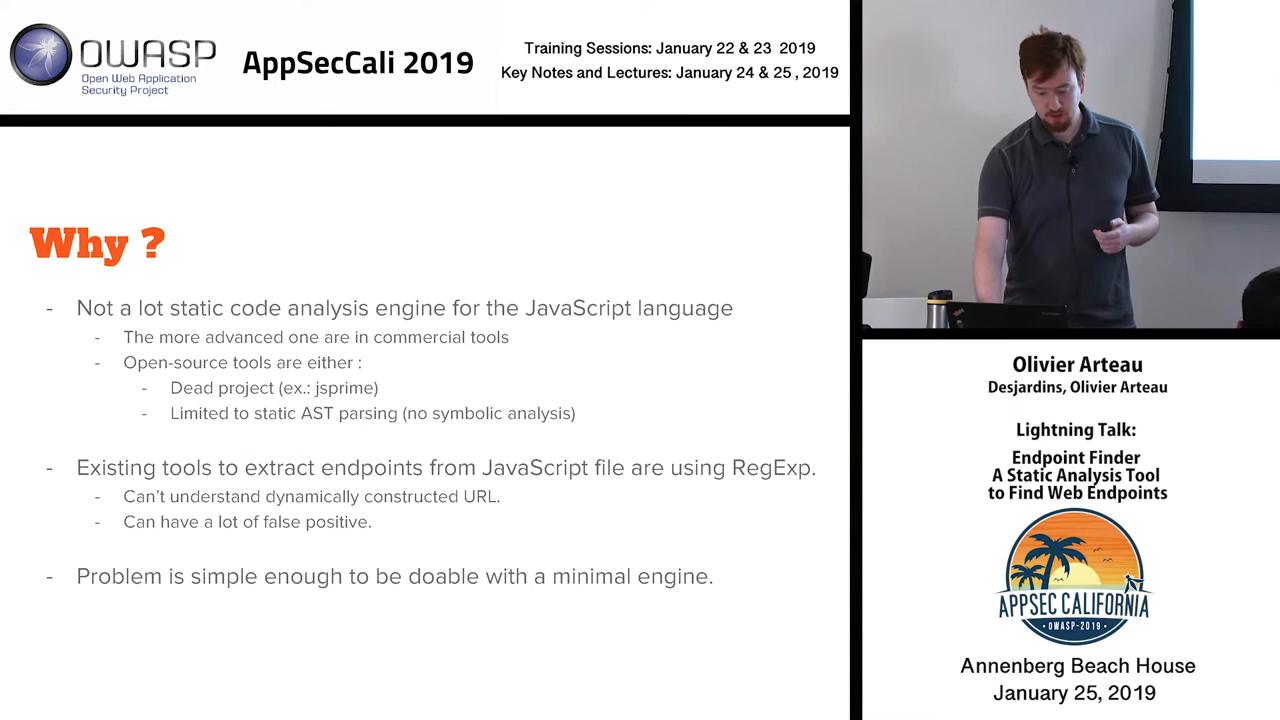 OWASP
Open Web Application
Security Project
AppSecCali 2019
Training Sessions: January 22 & 23 2019
Key Notes and Lectures: January 24 & 25 , 2019
Why ?
- Not a lot static code analysis engine for the JavaScript language
- The more advanced one are in commercial tools
- Open-source tools are either :
- Dead project (ex.: jsprime)
- Limited to static AST parsing (no symbolic analysis)
- Existing tools to extract endpoints from JavaScript file are using RegExp.
- Can't understand dynamically constructed URL.
- Can have a lot of false positive.
- Problem is simple enough to be doable with a minimal engine.
Olivier Arteau
Desjardins, Olivier Arteau
Lightning Talk:
Endpoint Finder
A Static Analysis Tool
to Find Web Endpoints
APPSEC CALIFORNIA
• OWASP-2019 •
Annenberg Beach House
January 25, 2019